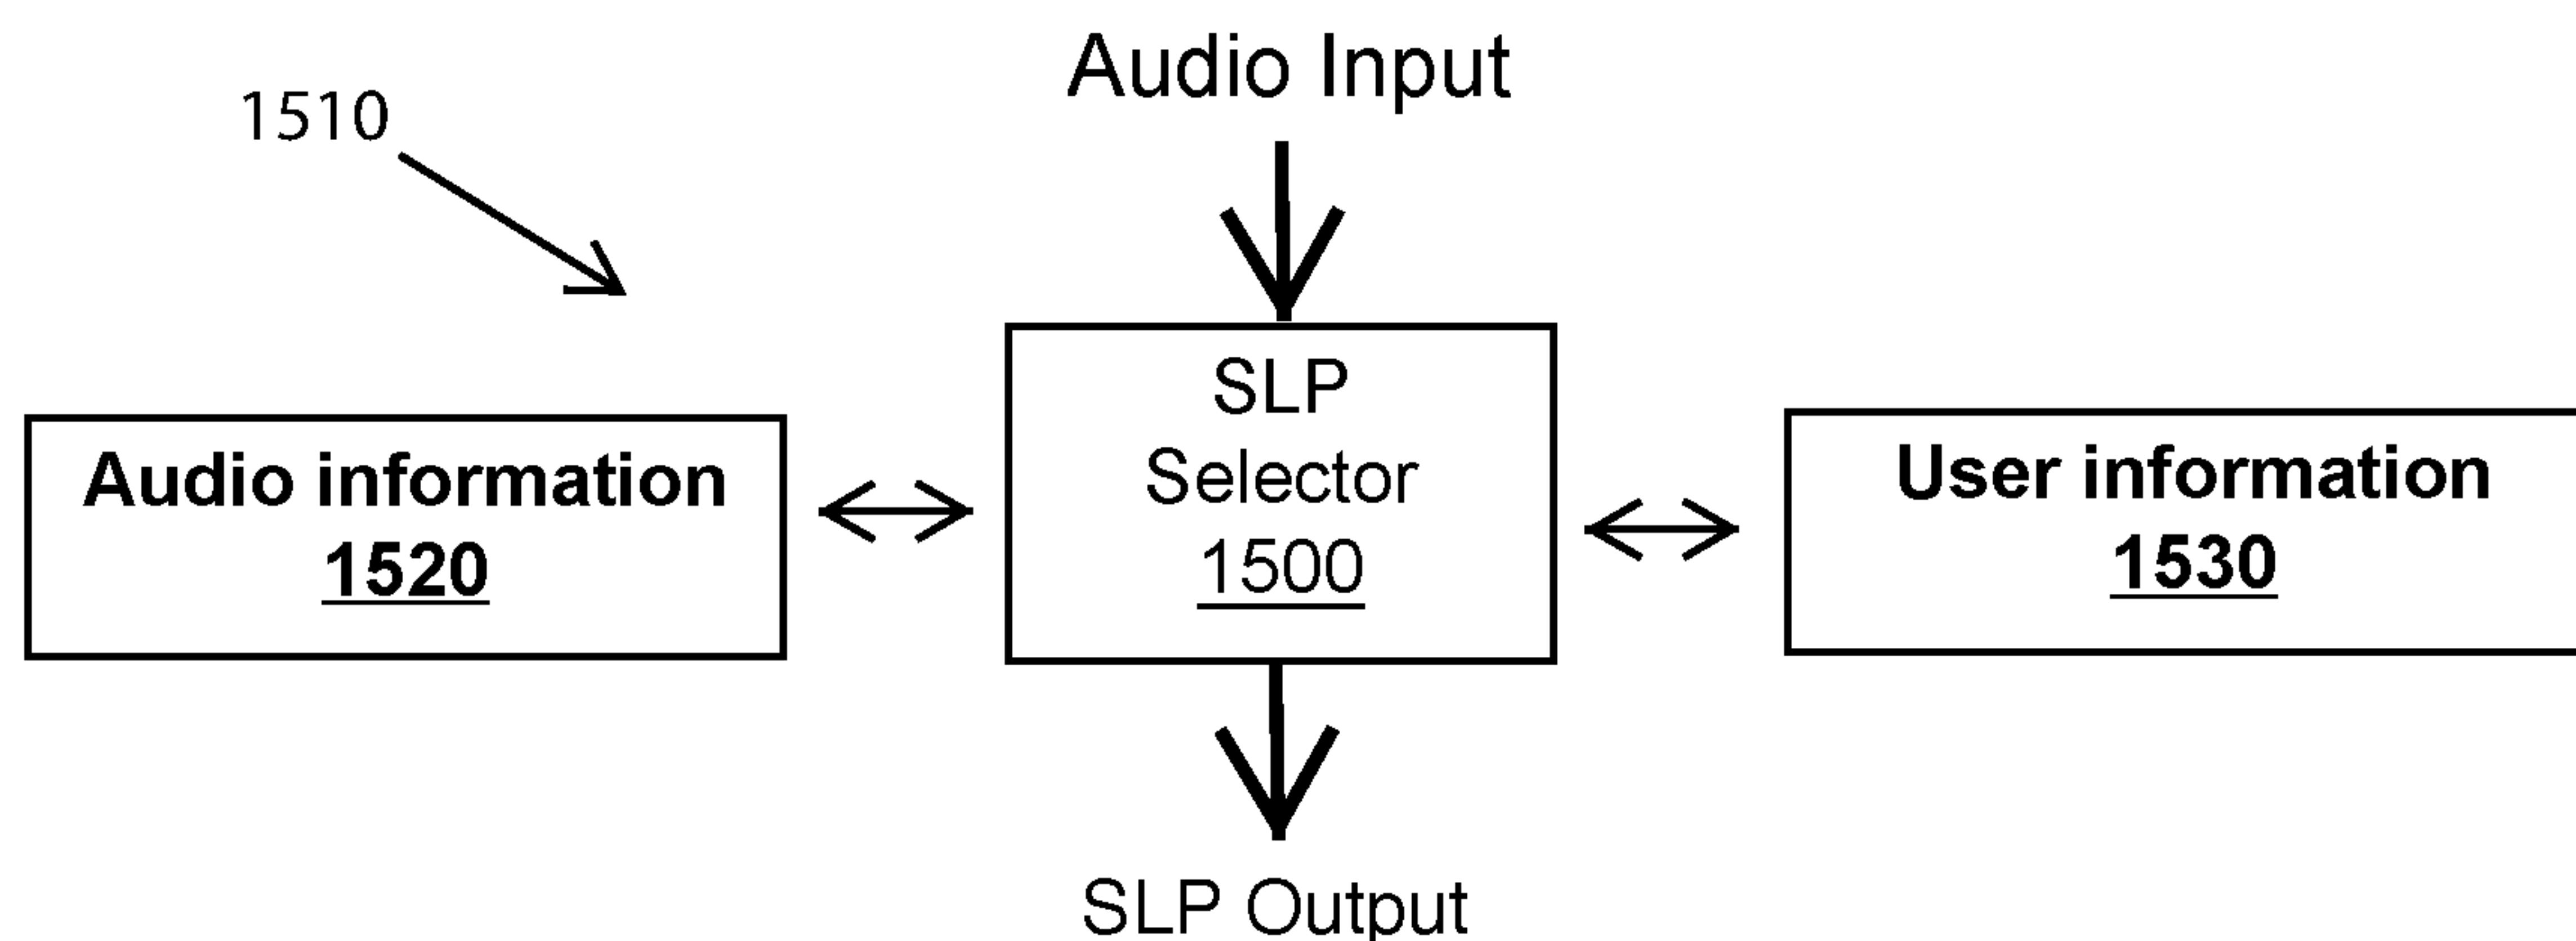 Audio Input
1510
SLP
Selector
1500
Audio information
1520
User information
1530
SLP Output